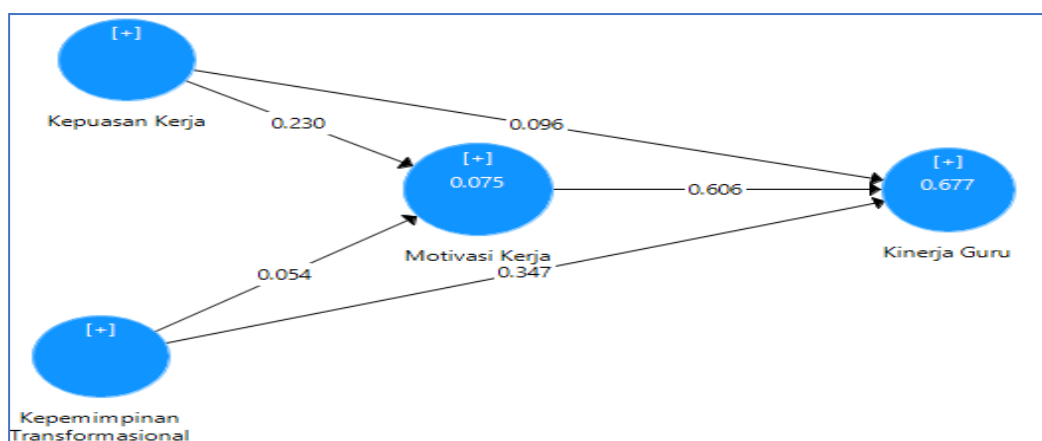 [+]
Kepuasan Kerja
0.230
0.096
[+]
0.075
Motivasi Kerja
0.606
[+]
0.677
Kinerja Guru
0.054
0.347
[+]
Kepemimpinan
Transformasional